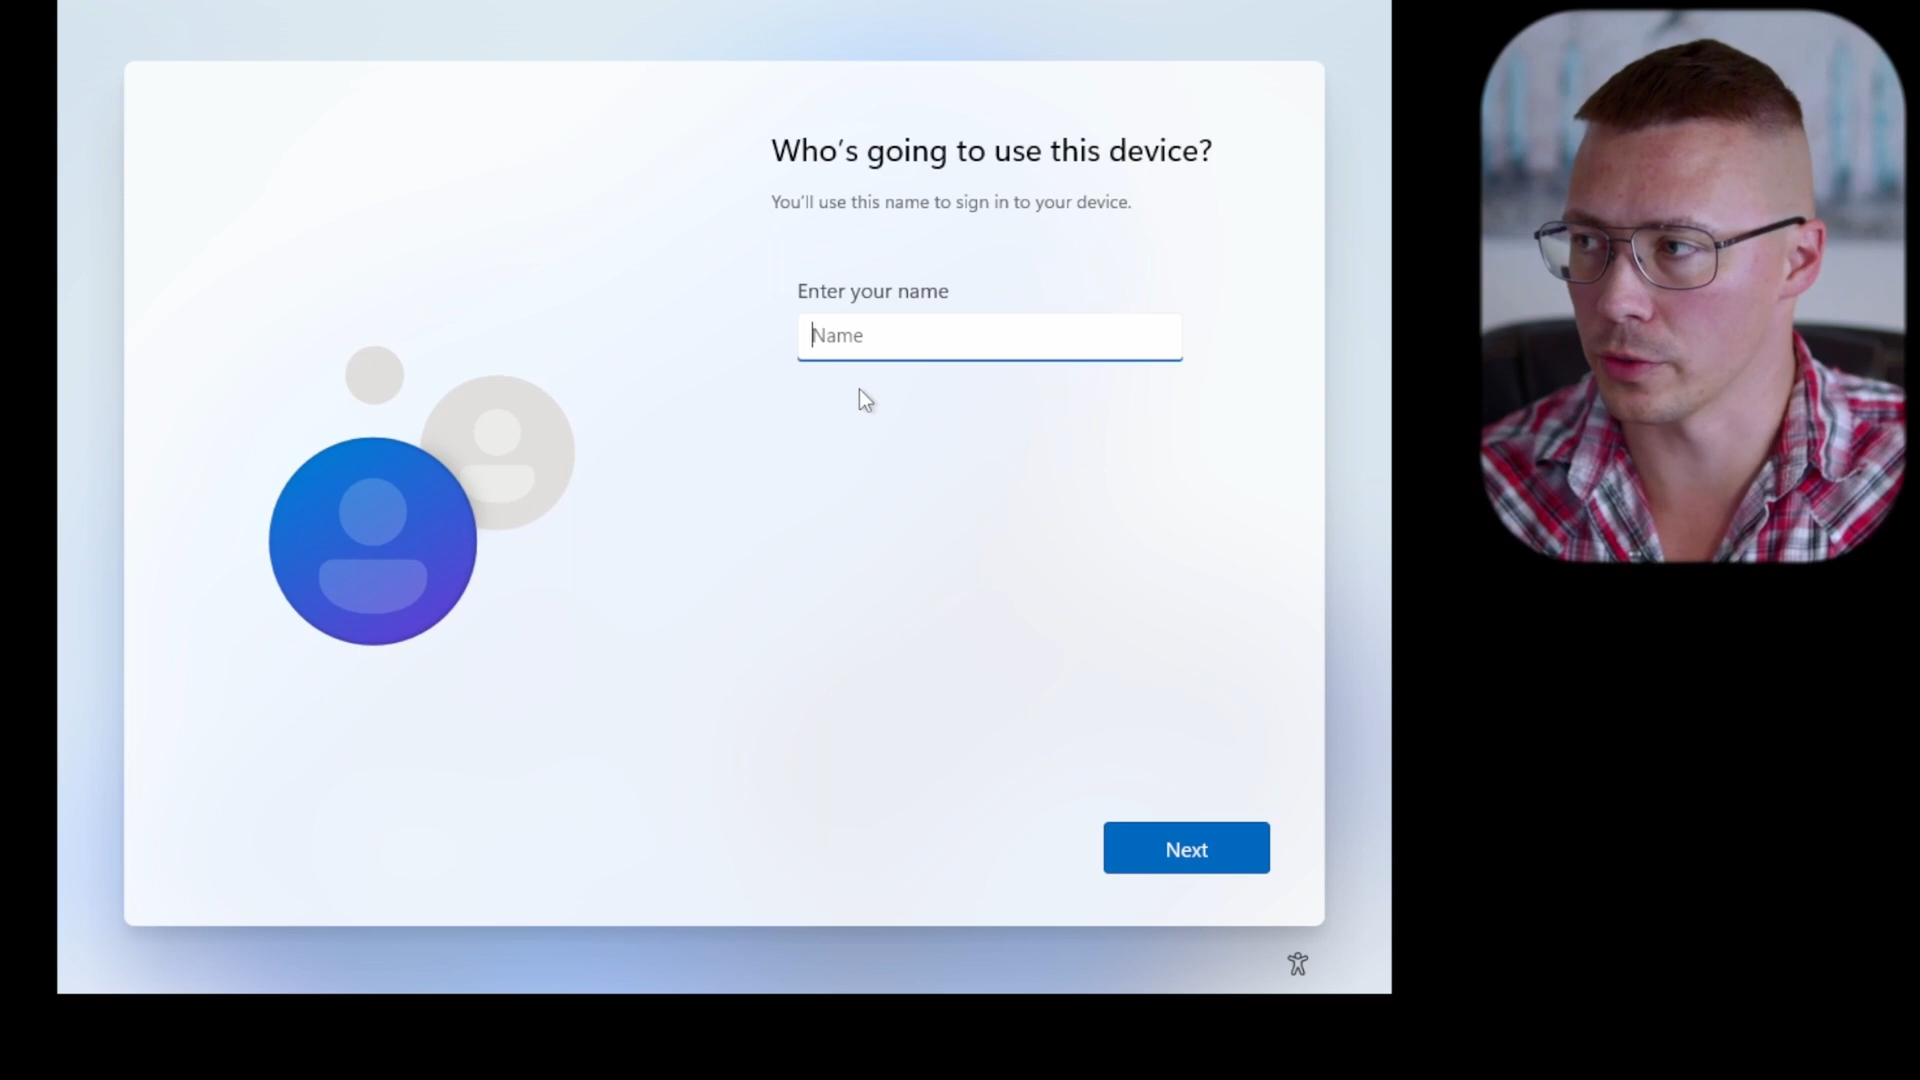 Who's going to use this device?
You'll use this name to sign in to your device.
Enter your name
Name
Next